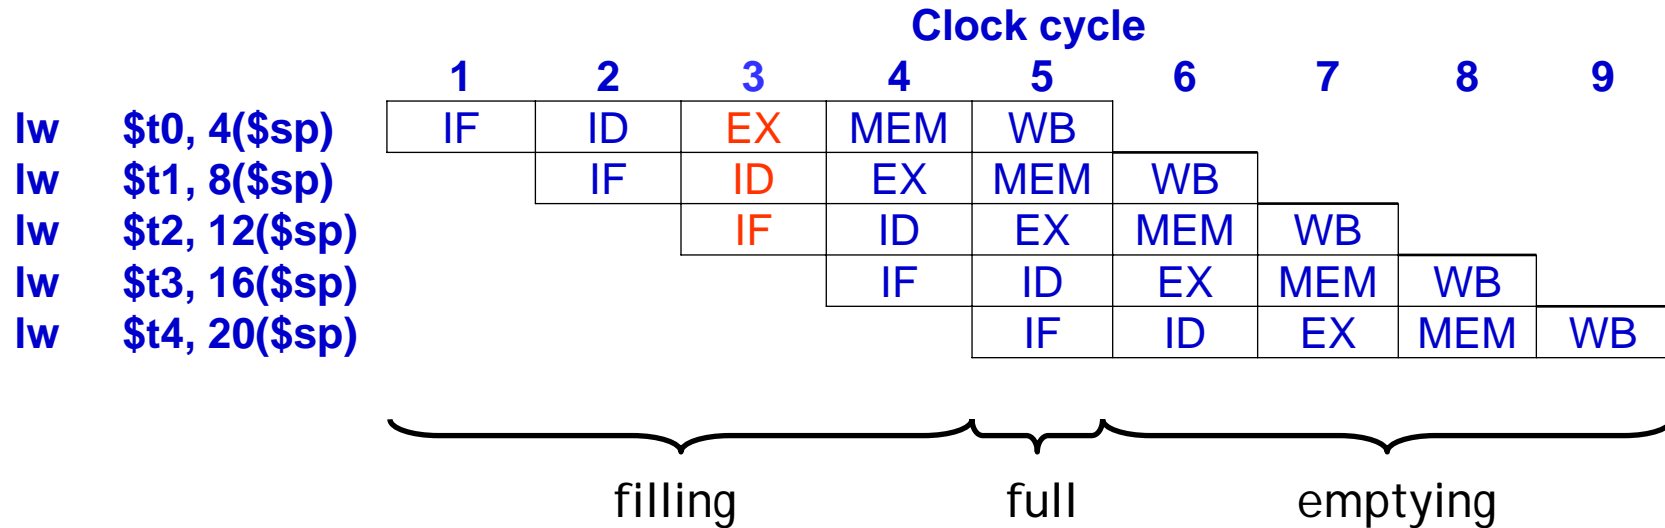 Clock cycle
1 2 3 4 5 6 7 8 9
lw $t0, 4($sp) IF ID EX MEM WB
lw $t1, 8($sp) IF ID EX MEM WB
lw $t2, 12($sp) IF ID EX MEM WB
lw $t3, 16($sp) IF ID EX MEM WB
lw $t4, 20($sp) IF ID EX MEM WB
filling full emptying